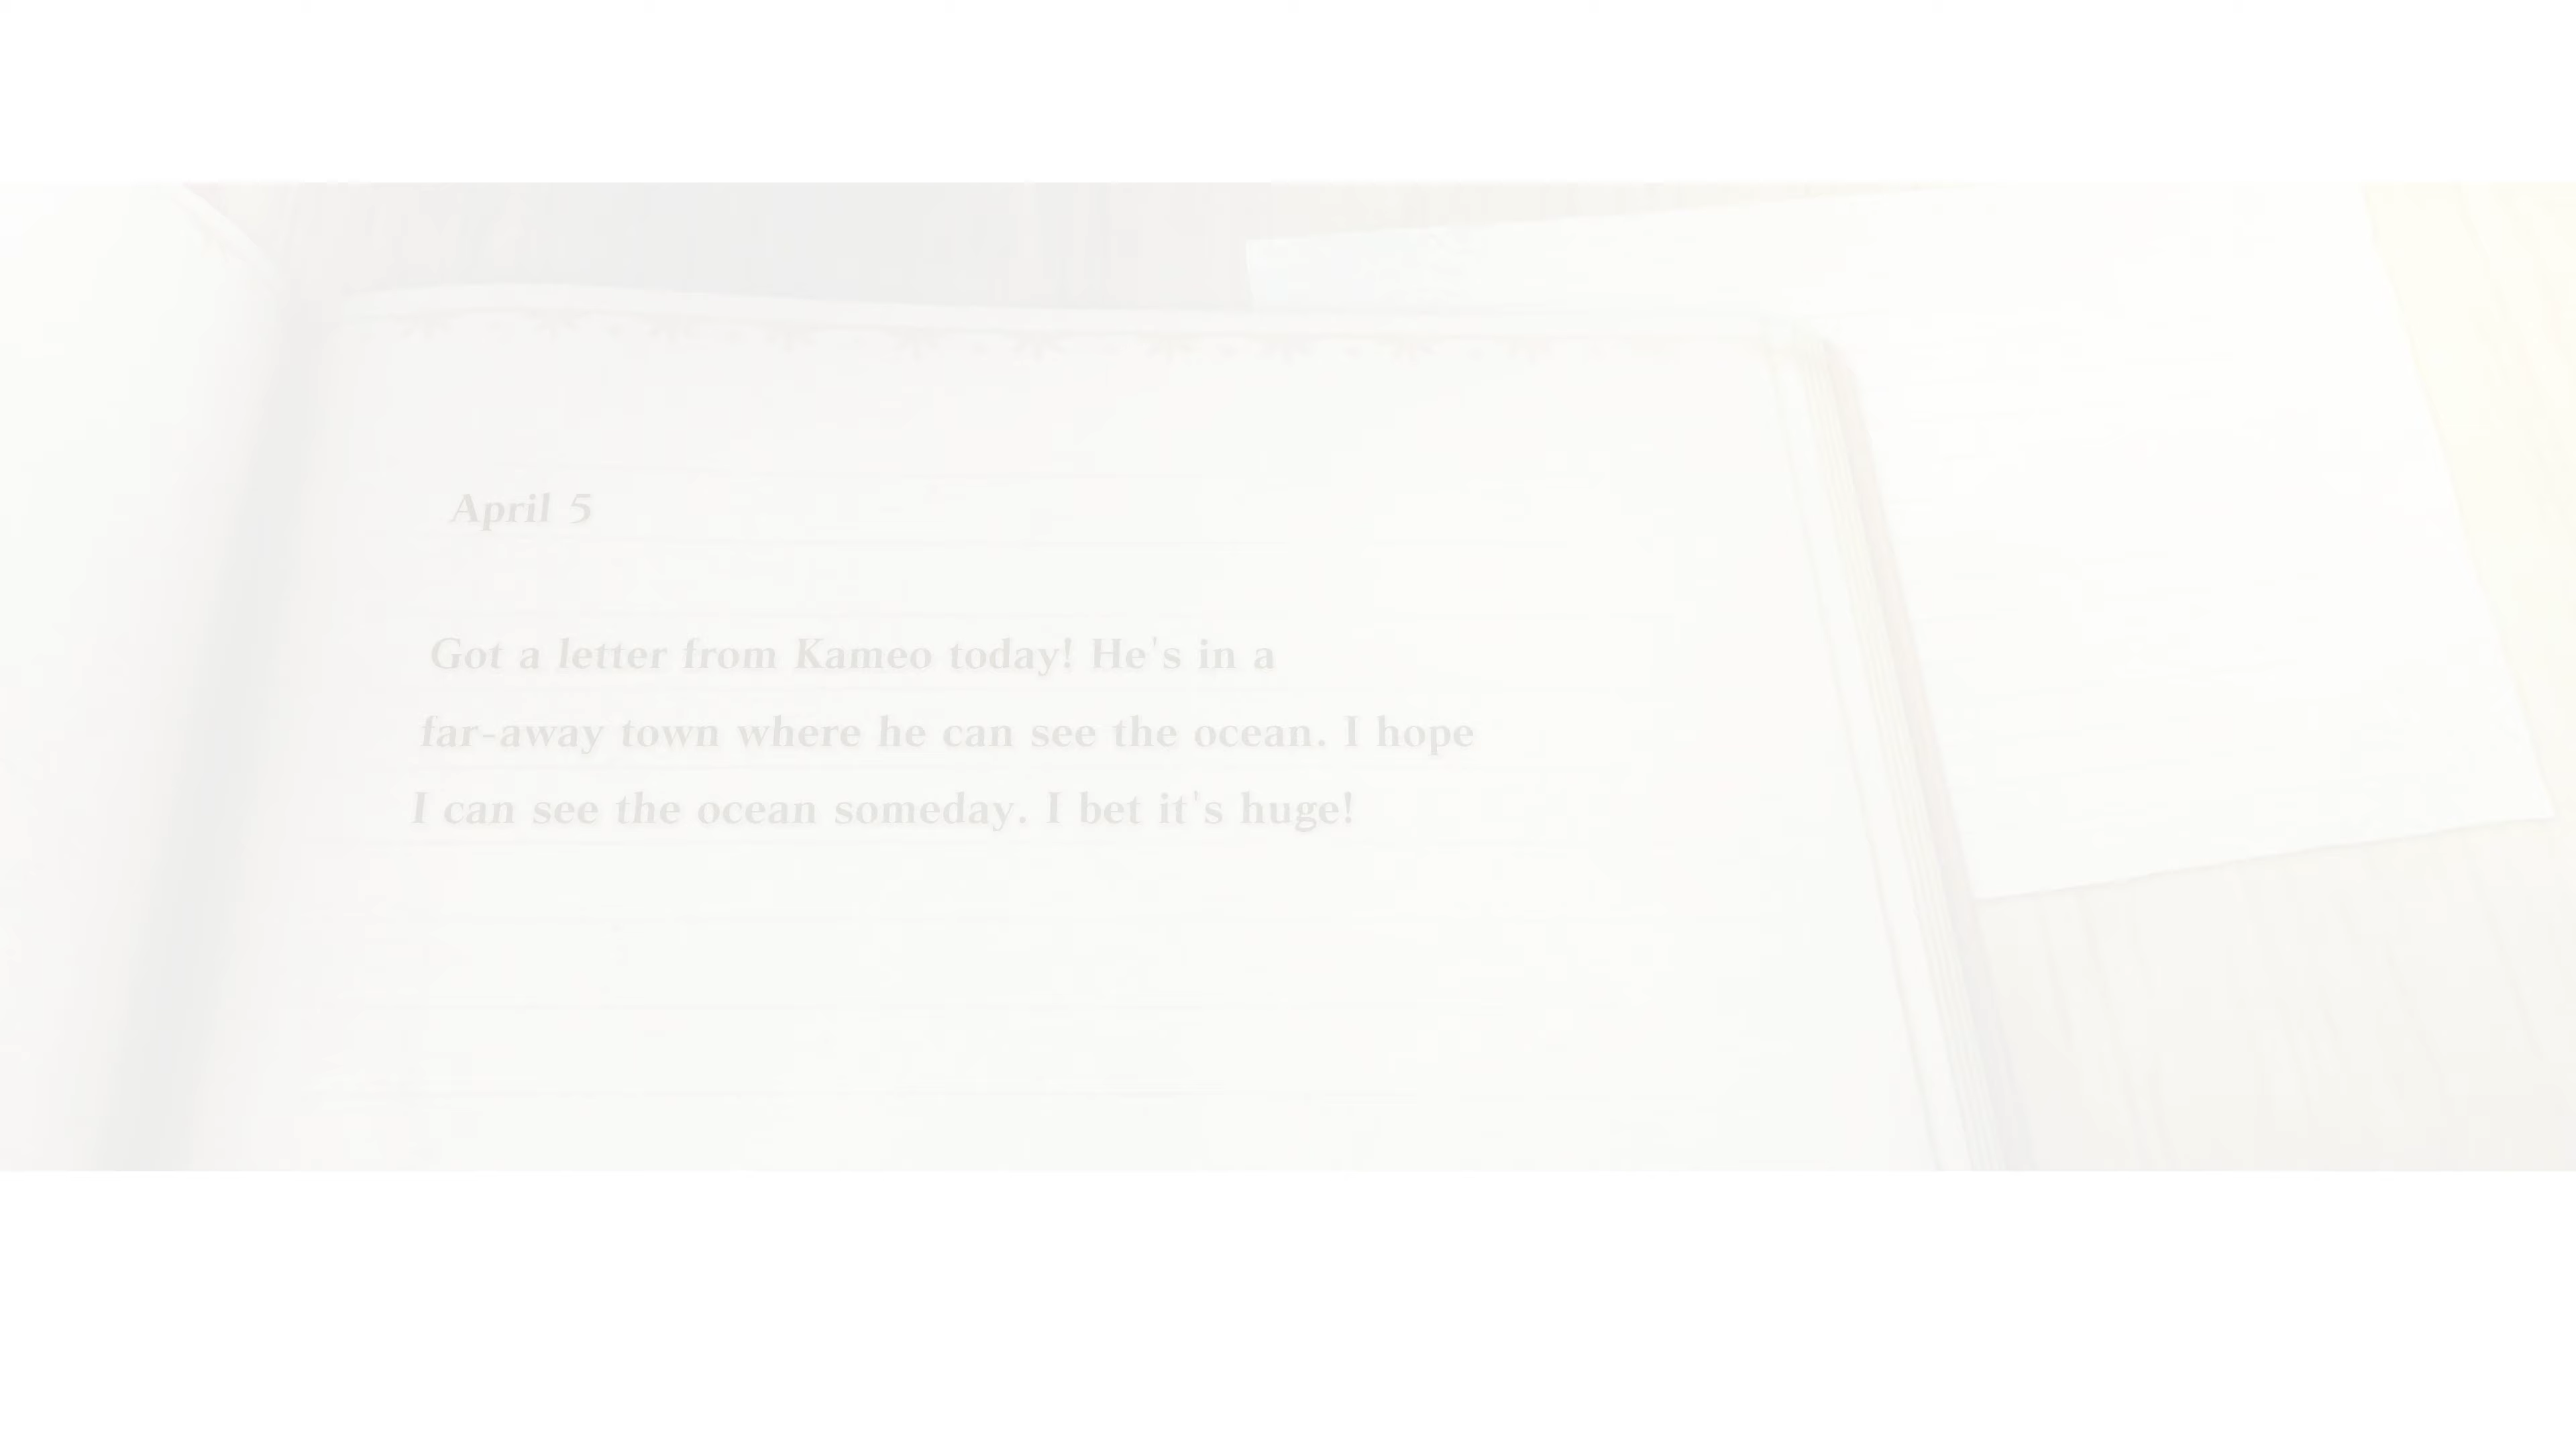 April 5
Got a letter from Kameo today! He's in a
far-away town where he can see the ocean. I hope
I can see the ocean someday. I bet it's huge!